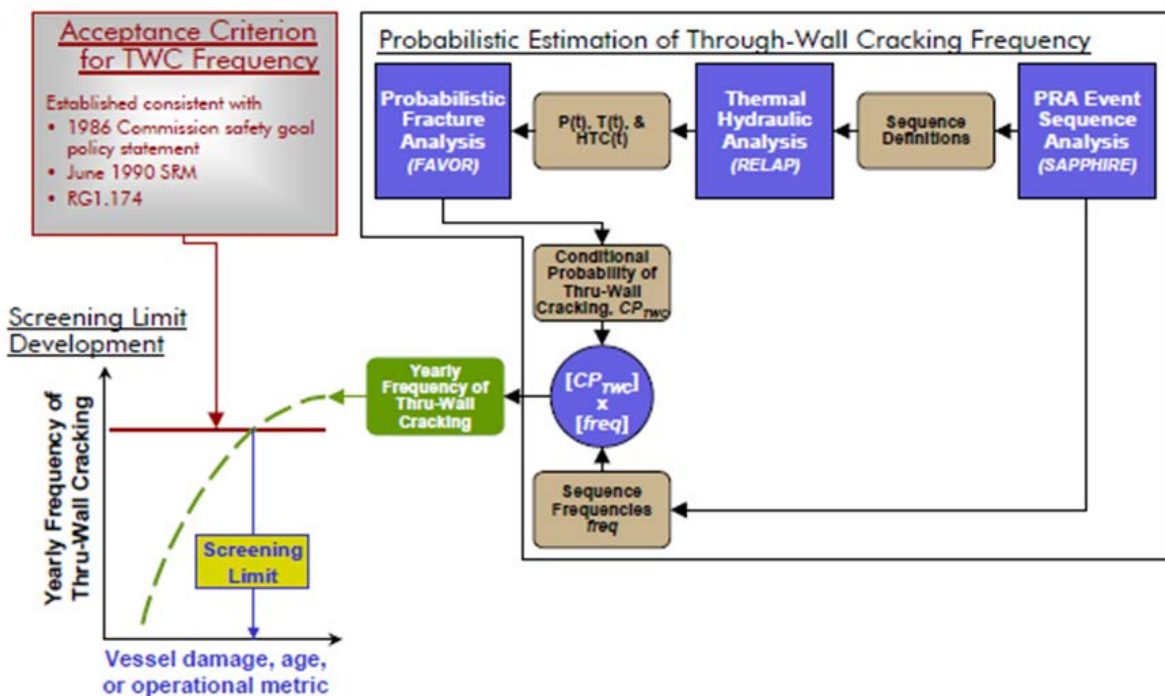 Acceptance Criterion
for TWC Frequency
Established consistent with
• 1986 Commission safety goal
policy statement
• June 1990 SRM
• RG1.174
Probabilistic Estimation of Through-Wall Cracking Frequency
Probabilistic
Fracture
Analysis
(FAVOR)
P(t), T(t), &
HTC(t)
Thermal
Hydraulic
Analysis
(RELAP)
Sequence
Definitions
PRA Event
Sequence
Analysis
(SAPPHIRE)
Conditional
Probability of
Thru-Wall
Cracking, CPTWC
[CPTWC]
x
[freq]
Yearly
Frequency of
Thru-Wall
Cracking
Sequence
Frequencies
freq
Screening Limit
Development
Yearly Frequency of
Thru-Wall Cracking
Screening
Limit
Vessel damage, age,
or operational metric